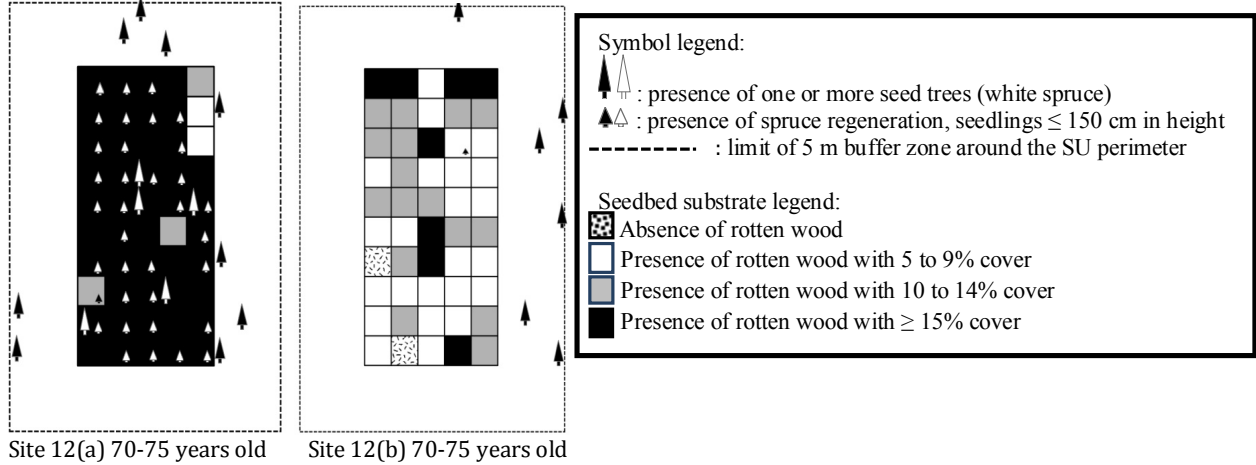 Symbol legend:
: presence of one or more seed trees (white spruce)
: presence of spruce regeneration, seedlings ≤ 150 cm in height
: limit of 5 m buffer zone around the SU perimeter
Seedbed substrate legend:
Absence of rotten wood
Presence of rotten wood with 5 to 9% cover
Presence of rotten wood with 10 to 14% cover
Presence of rotten wood with ≥ 15% cover
Site 12(a) 70-75 years old
Site 12(b) 70-75 years old